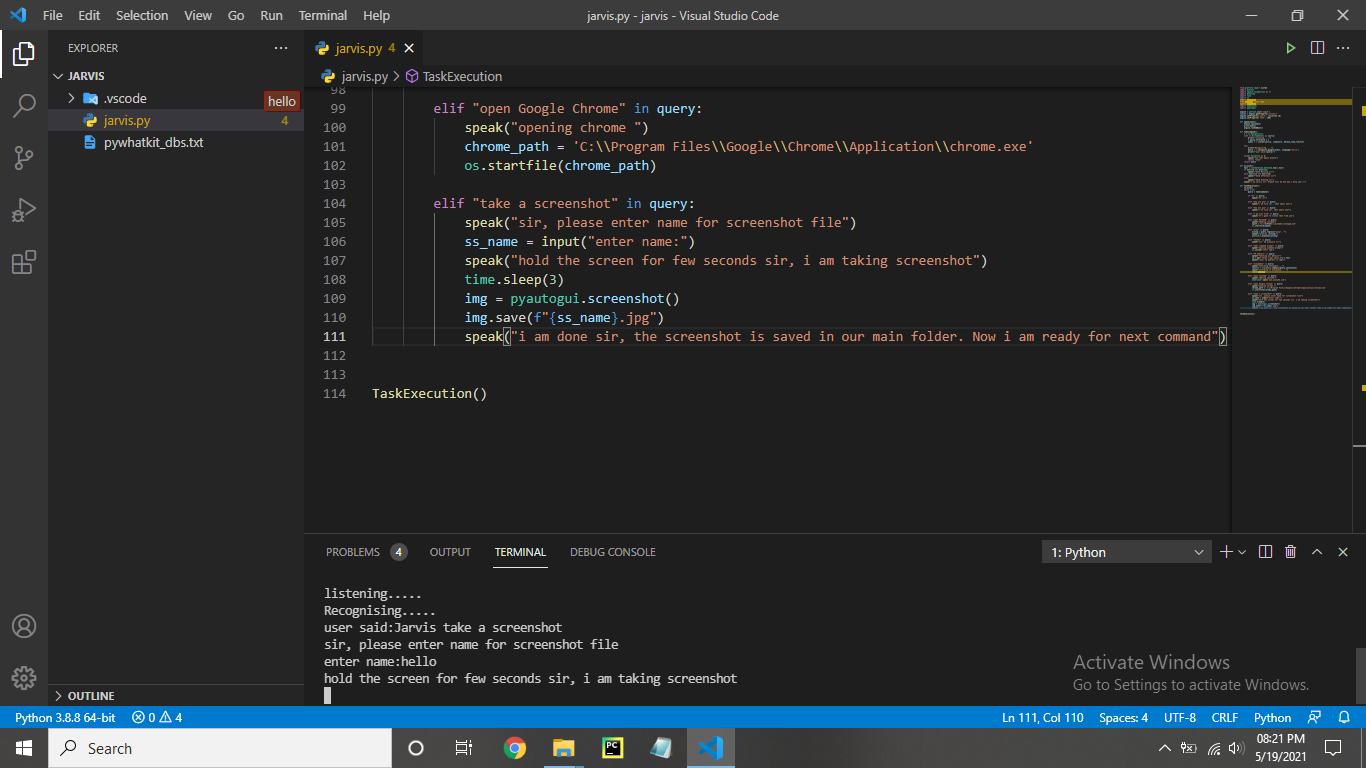 File Edit Selection View Go Run Terminal Help
jarvis.py - jarvis - Visual Studio Code
EXPLORER
JARVIS
.vscode
hello
jarvis.py 4
pywhatkit_dbs.txt
OUTLINE
jarvis.py 4
jarvis.py > TaskExecution
98
99 elif "open Google Chrome" in query:
100 speak("opening chrome ")
101 chrome_path = 'C:\\Program Files\\Google\\Chrome\\Application\\chrome.exe'
102 os.startfile(chrome_path)
103
104 elif "take a screenshot" in query:
105 speak("sir, please enter name for screenshot file")
106 ss_name = input("enter name:")
107 speak("hold the screen for few seconds sir, i am taking screenshot")
108 time.sleep(3)
109 img = pyautogui.screenshot()
110 img.save(f"{ss_name}.jpg")
111 speak("i am done sir, the screenshot is saved in our main folder. Now i am ready for next command")
112
113
114 TaskExecution()
PROBLEMS 4 OUTPUT TERMINAL DEBUG CONSOLE
1: Python
listening.....
Recognising.....
user said:Jarvis take a screenshot
sir, please enter name for screenshot file
enter name:hello
hold the screen for few seconds sir, i am taking screenshot
Activate Windows
Go to Settings to activate Windows.
Python 3.8.8 64-bit 0 4
Ln 111, Col 110 Spaces: 4 UTF-8 CRLF Python
Search
PC
08:21 PM
5/19/2021